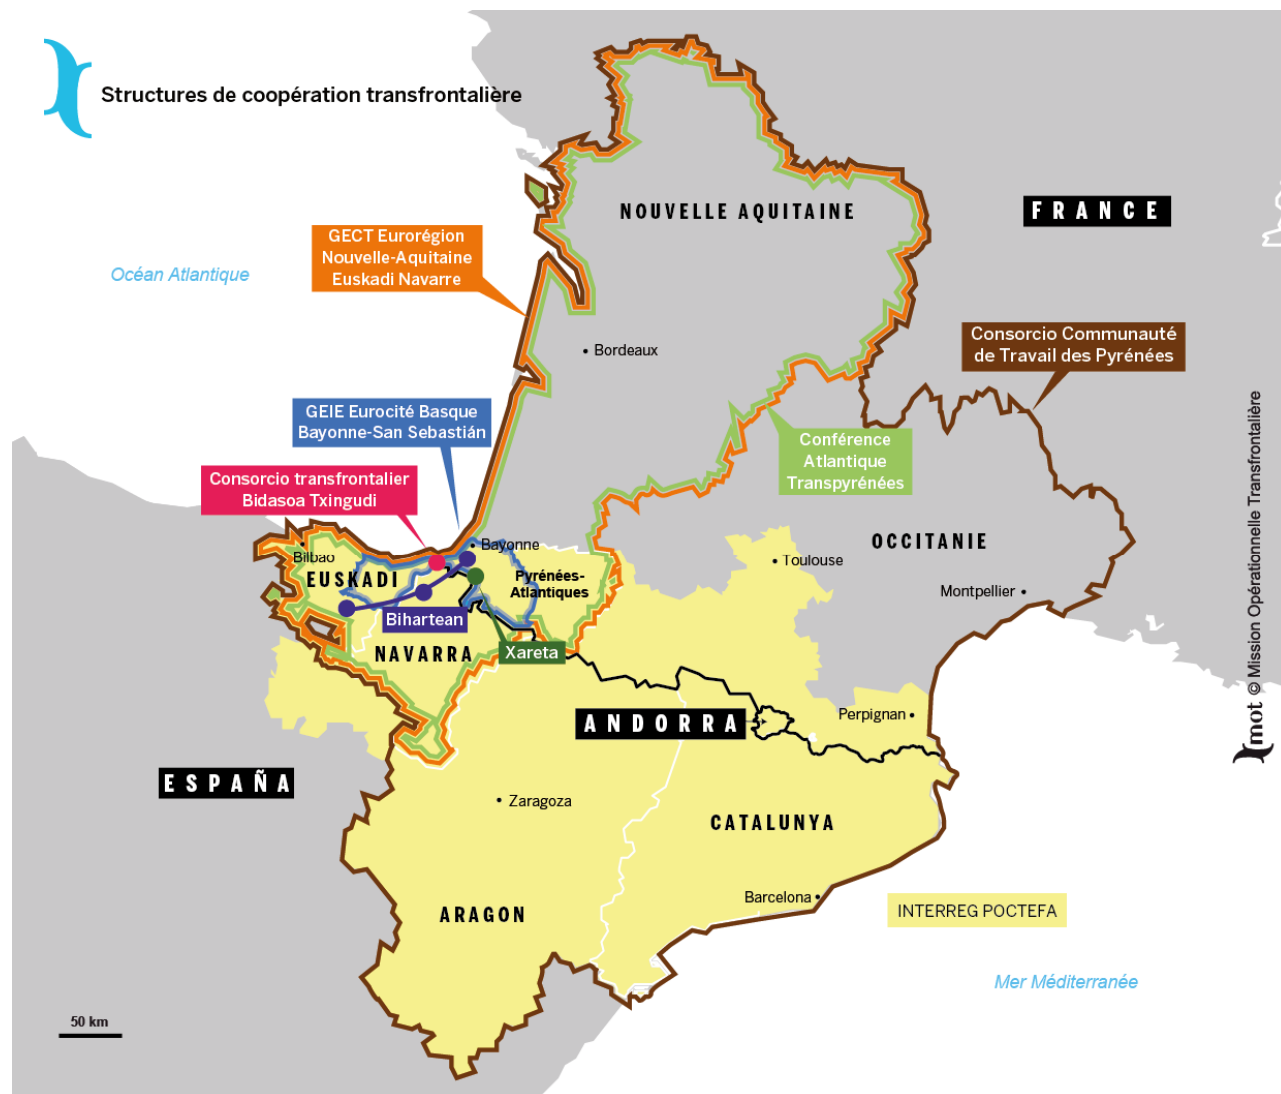 Structures de coopération transfrontalière
NOUVELLE AQUITAINE
FRANCE
GECT Eurorégion
Nouvelle-Aquitaine
Euskadi Navarre
Océan Atlantique
Consorcio Communauté
de Travail des Pyrénées
Bordeaux
GEIE Eurocité Basque
Bayonne-San Sebastián
Conférence
Atlantique
Transpyrénées
Consorcio transfrontalier
Bidasoa Txingudi
OCCITANIE
Bayonne
Bilbao
Toulouse
EUSKADI
Pyrénées-
Atlantiques
Montpellier
Bihartean
NAVARRA
Xareta
ANDORRA
Perpignan
ESPAÑA
Zaragoza
CATALUNYA
Barcelona
ARAGON
INTERREG POCTEFA
Mer Méditerranée
50 km
mot © Mission Opérationnelle Transfrontalière